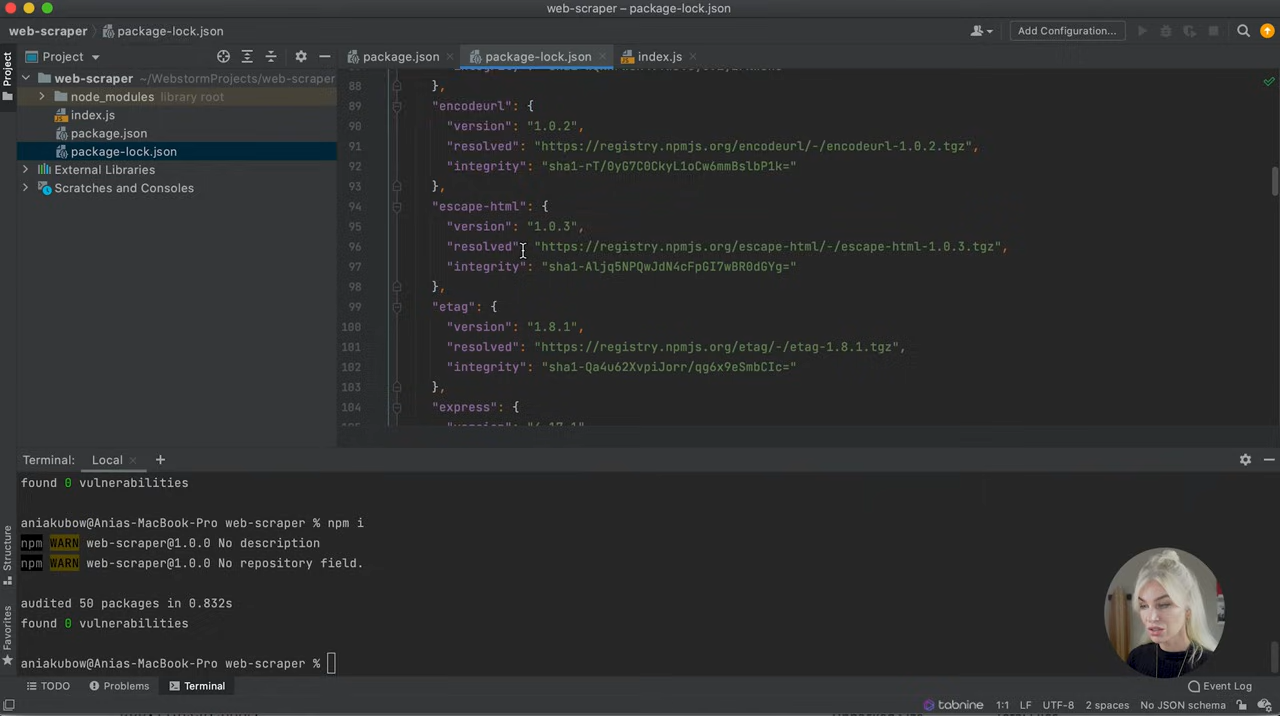 web-scraper – package-lock.json
web-scraper
package-lock.json
Add Configuration...
Project
Project
package.json
package-lock.json
index.js
web-scraper ~/WebstormProjects/web-scraper
node_modules library root
index.js
package.json
package-lock.json
External Libraries
Scratches and Consoles
88 },
89 "encodeurl": {
90 "version": "1.0.2",
91 "resolved": "https://registry.npmjs.org/encodeurl/-/encodeurl-1.0.2.tgz",
92 "integrity": "sha1-rT/0yG7C0CkyL1oCw6mmBslbP1k="
93 },
94 "escape-html": {
95 "version": "1.0.3",
96 "resolved": "https://registry.npmjs.org/escape-html/-/escape-html-1.0.3.tgz",
97 "integrity": "sha1-Aljq5NPQwJdN4cFpGI7wBR0dGYg="
98 },
99 "etag": {
100 "version": "1.8.1",
101 "resolved": "https://registry.npmjs.org/etag/-/etag-1.8.1.tgz",
102 "integrity": "sha1-Qa4u62XvpiJorr/qg6x9eSmbCIc="
103 },
104 "express": {
Terminal: Local
found 0 vulnerabilities
aniakubow@Anias-MacBook-Pro web-scraper % npm i
npm WARN web-scraper@1.0.0 No description
npm WARN web-scraper@1.0.0 No repository field.
audited 50 packages in 0.832s
found 0 vulnerabilities
aniakubow@Anias-MacBook-Pro web-scraper %
Structure
Favorites
TODO
Problems
Terminal
Event Log
tabnine
1:1
LF
UTF-8
2 spaces
No JSON schema